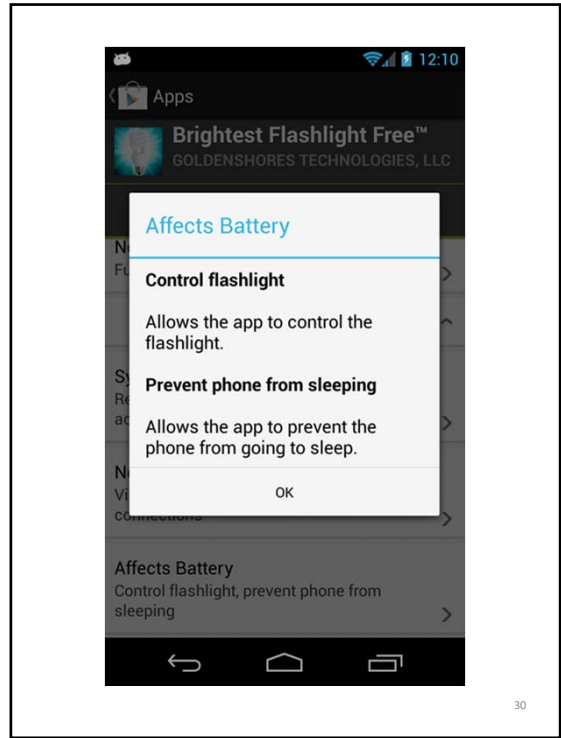 12:10
Apps
Brightest Flashlight Free™
GOLDENSHORES TECHNOLOGIES, LLC
Affects Battery
Control flashlight
Allows the app to control the
flashlight.
Prevent phone from sleeping
Allows the app to prevent the
phone from going to sleep.
OK
connections
Affects Battery
Control flashlight, prevent phone from
sleeping
30